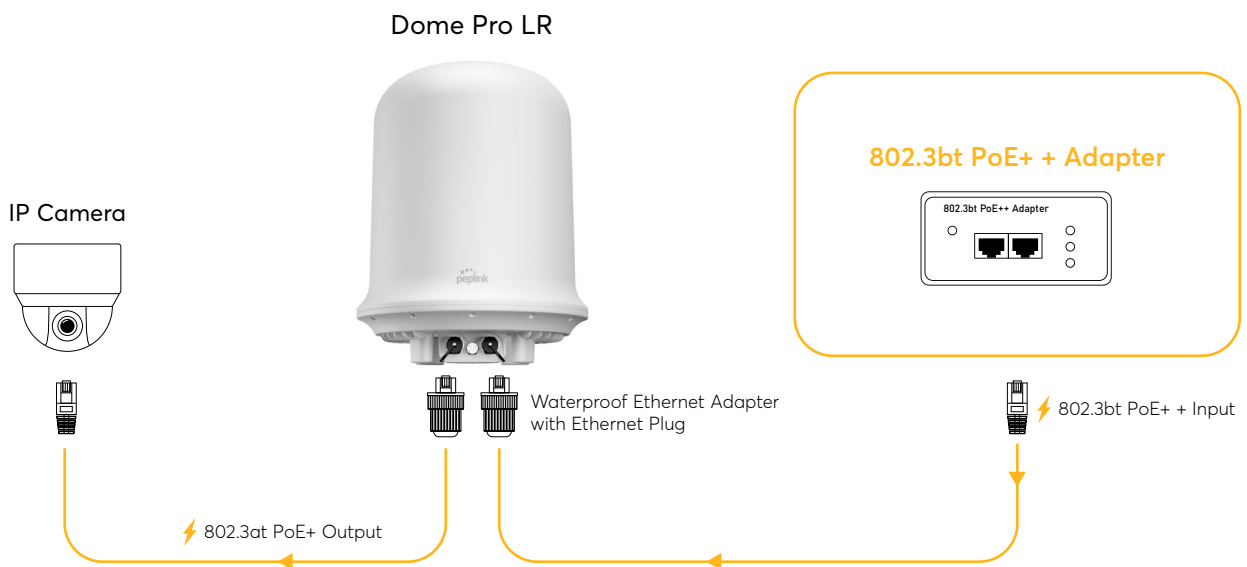 Dome Pro LR
802.3bt PoE+ + Adapter
802.3bt PoE++ Adapter
IP Camera
peplink
Waterproof Ethernet Adapter
with Ethernet Plug
802.3bt PoE+ + Input
802.3at PoE+ Output